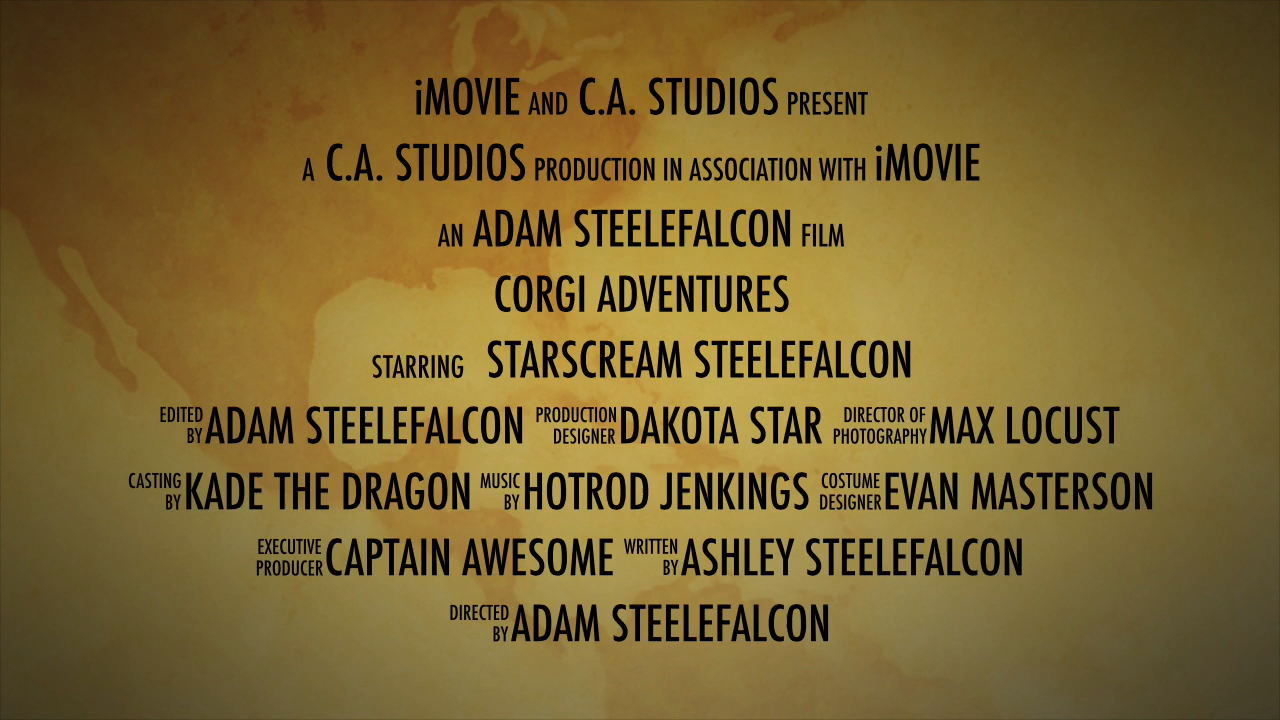 iMOVIE AND C.A. STUDIOS PRESENT
A C.A. STUDIOS PRODUCTION IN ASSOCIATION WITH iMOVIE
AN ADAM STEELEFALCON FILM
CORGI ADVENTURES
STARRING STARSCREAM STEELEFALCON
EDITED BY ADAM STEELEFALCON PRODUCTION DESIGNER DAKOTA STAR DIRECTOR OF PHOTOGRAPHY MAX LOCUST
CASTING BY KADE THE DRAGON MUSIC BY HOTROD JENKINGS COSTUME DESIGNER EVAN MASTERSON
EXECUTIVE PRODUCER CAPTAIN AWESOME WRITTEN BY ASHLEY STEELEFALCON
DIRECTED BY ADAM STEELEFALCON